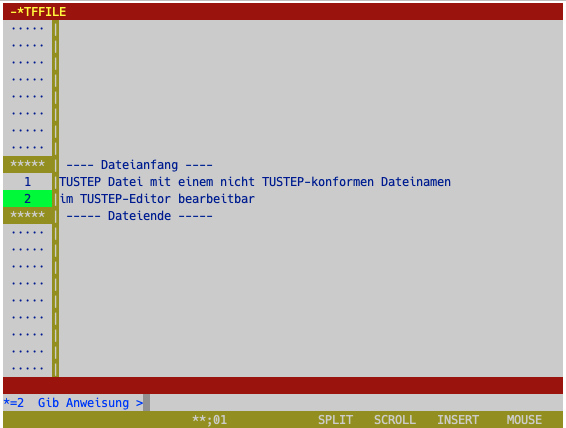 -*TFFILE
.....
.....
.....
.....
.....
.....
.....
.....
***** ---- Dateianfang ----
1 TUSTEP Datei mit einem nicht TUSTEP-konformen Dateinamen
2 im TUSTEP-Editor bearbeitbar
***** ----- Dateiende -----
.....
.....
.....
.....
.....
.....
.....
.....
.....
*=2 Gib Anweisung >
**;01 SPLIT SCROLL INSERT MOUSE